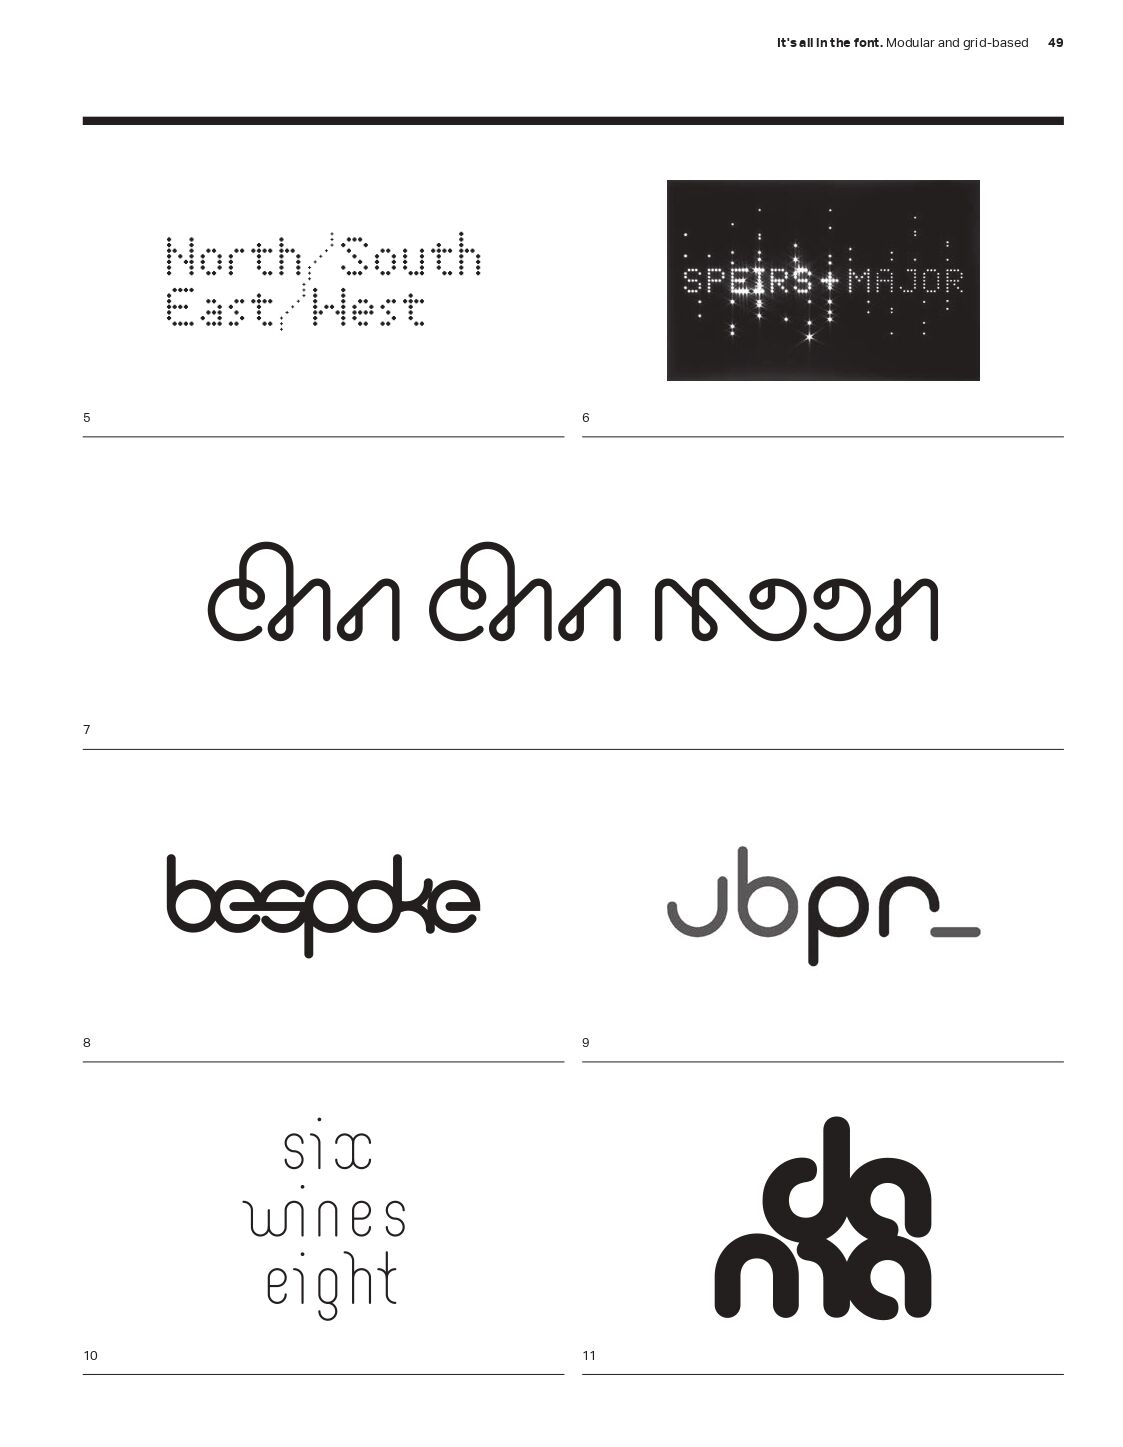 It's all in the font. Modular and grid-based 49
North/South
East/West
SPEIRS+MAJOR
5
6
cha cha moon
7
bespoke
jbpr_
8
9
six
wines
eight
dama
10
11